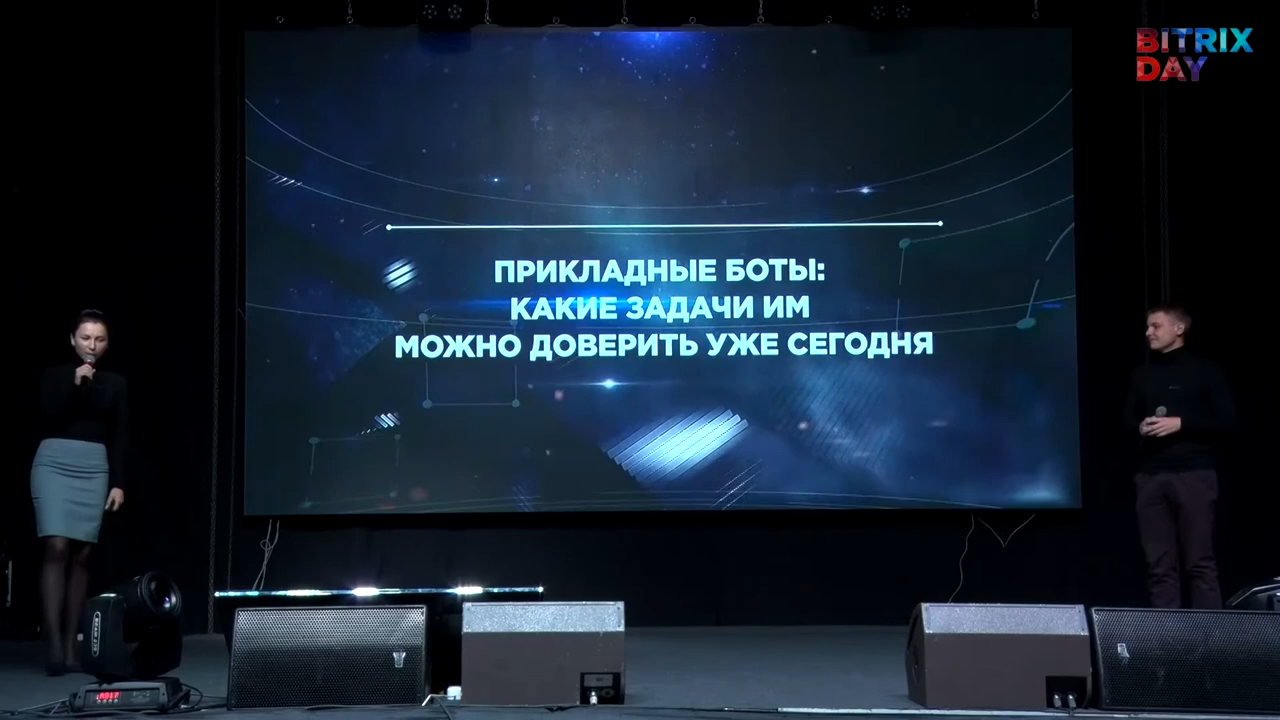 BITRIX
DAY
ПРИКЛАДНЫЕ БОТЫ:
КАКИЕ ЗАДАЧИ ИМ
МОЖНО ДОВЕРИТЬ УЖЕ СЕГОДНЯ